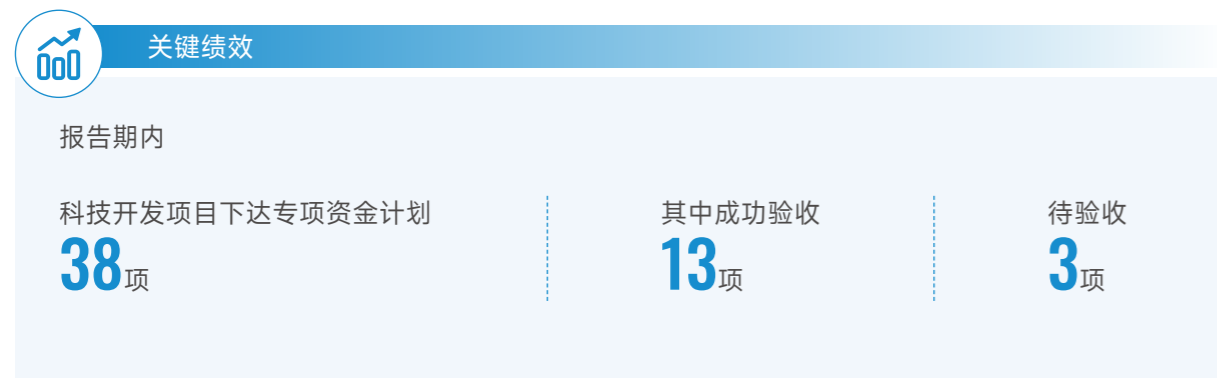 关键绩效
报告期内
科技开发项目下达专项资金计划
38项
其中成功验收
13项
待验收
3项